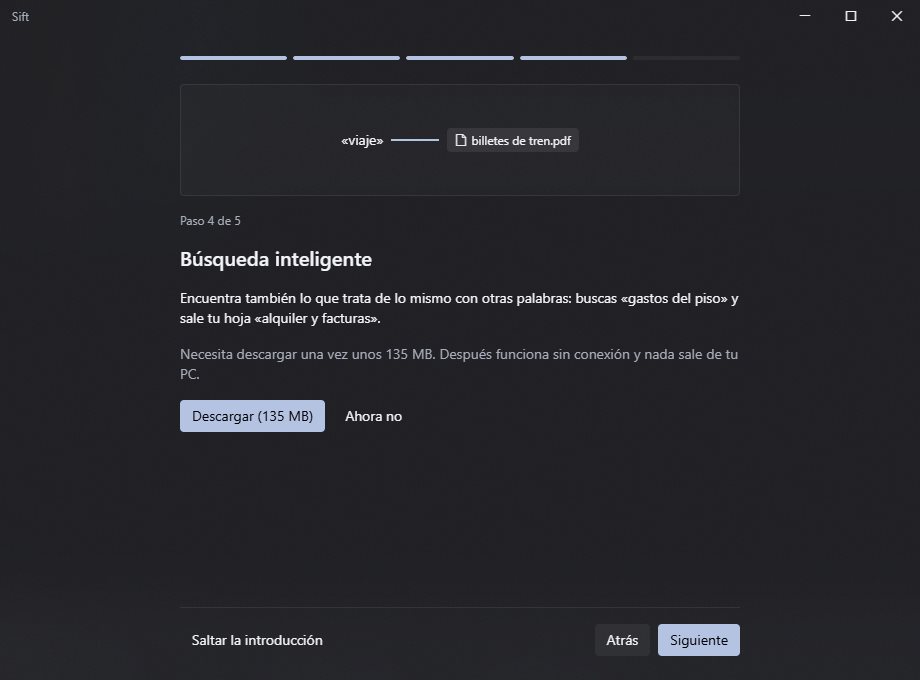 Sift
«viaje» billetes de tren.pdf
Paso 4 de 5
Búsqueda inteligente
Encuentra también lo que trata de lo mismo con otras palabras: buscas «gastos del piso» y
sale tu hoja «alquiler y facturas».
Necesita descargar una vez unos 135 MB. Después funciona sin conexión y nada sale de tu
PC.
Descargar (135 MB) Ahora no
Saltar la introducción Atrás Siguiente